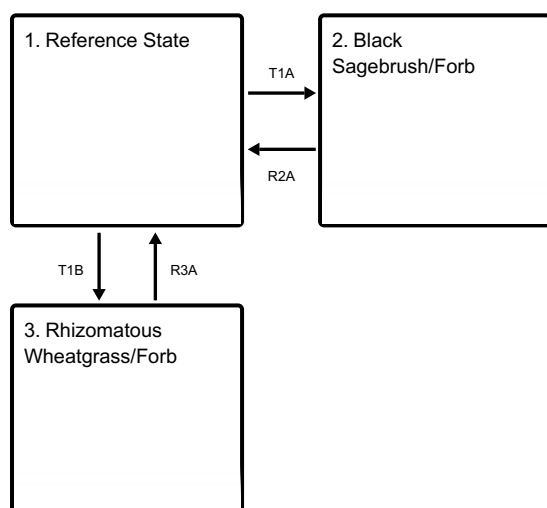 1. Reference State
2. Black
Sagebrush/Forb
T1A
R2A
T1B
R3A
3. Rhizomatous
Wheatgrass/Forb